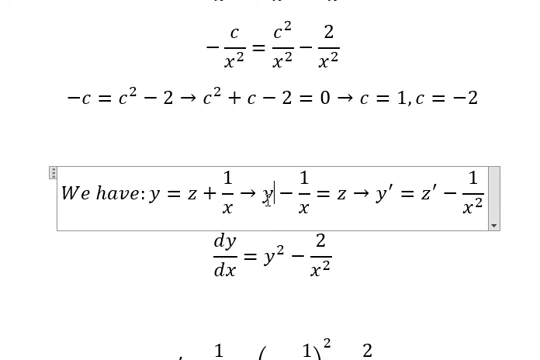 -c/x² = c²/x² - 2/x²
-c = c² - 2 → c² + c - 2 = 0 → c = 1, c = -2
We have: y = z + 1/x → y - 1/x = z → y′ = z′ - 1/x²
dy/dx = y² - 2/x²